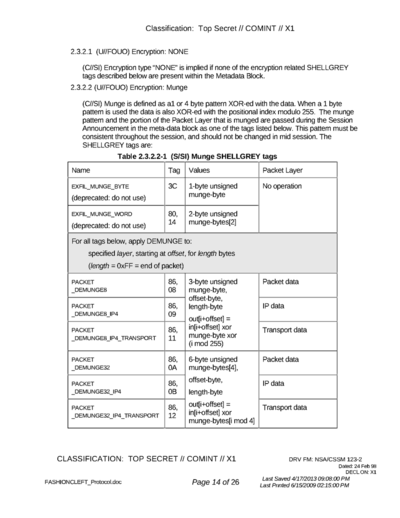 Classification: Top Secret // COMINT // X1
2.3.2.1 (U//FOUO) Encryption: NONE
(C//SI) Encryption type "NONE" is implied if none of the encryption related SHELLGREY
tags described below are present within the Metadata Block.
2.3.2.2 (U//FOUO) Encryption: Munge
(C//SI) Munge is defined as a1 or 4 byte pattern XOR-ed with the data. When a 1 byte
pattern is used the data is also XOR-ed with the positional index modulo 255. The munge
pattern and the portion of the Packet Layer that is munged are passed during the Session
Announcement in the meta-data block as one of the tags listed below. This pattern must be
consistent throughout the session, and should not be changed in mid session. The
SHELLGREY tags are:
Table 2.3.2.2-1 (S//SI) Munge SHELLGREY tags
Name Tag Values Packet Layer
EXFIL_MUNGE_BYTE 3C 1-byte unsigned No operation
(deprecated: do not use) munge-byte
EXFIL_MUNGE_WORD 80, 2-byte unsigned
(deprecated: do not use) 14 munge-bytes[2]
For all tags below, apply DEMUNGE to:
specified layer, starting at offset, for length bytes
(length = 0xFF = end of packet)
PACKET 86, 3-byte unsigned Packet data
_DEMUNGE8 08 munge-byte,
offset-byte,
PACKET 86, length-byte IP data
_DEMUNGE8_IP4 09
out[i+offset] =
PACKET 86, in[i+offset] xor Transport data
_DEMUNGE8_IP4_TRANSPORT 11 munge-byte xor
(i mod 255)
PACKET 86, 6-byte unsigned Packet data
_DEMUNGE32 0A munge-bytes[4],
PACKET 86, offset-byte, IP data
_DEMUNGE32_IP4 0B length-byte
PACKET 86, out[i+offset] = Transport data
_DEMUNGE32_IP4_TRANSPORT 12 in[i+offset] xor
munge-bytes[i mod 4]
CLASSIFICATION: TOP SECRET // COMINT // X1
DRV FM: NSA/CSSM 123-2
Dated: 24 Feb 98
DECL ON: X1
FASHIONCLEFT_Protocol.doc
Page 14 of 26
Last Saved 4/17/2013 09:08:00 PM
Last Printed 6/15/2009 02:15:00 PM